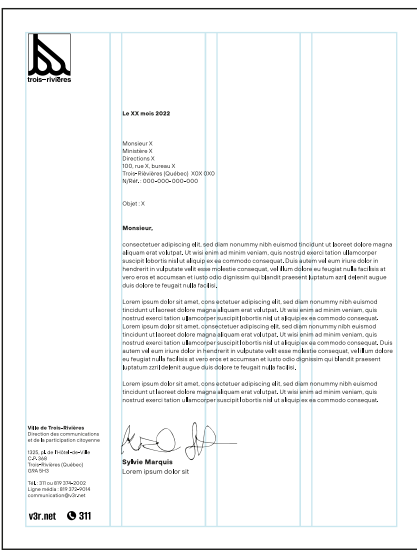 trois-rivières
Le XX mois 2022
Monsieur X
Ministère X
Directions X
100, rue X, bureau X
Trois-Rivières (Québec) X0X 0X0
N/Réf. : 000-000-000-000
Objet : X
Monsieur,
consectetuer adipiscing elit, sed diam nonummy nibh euismod tincidunt ut laoreet dolore magna
aliquam erat volutpat. Ut wisi enim ad minim veniam, quis nostrud exerci tation ullamcorper
suscipit lobortis nisl ut aliquip ex ea commodo consequat. Duis autem vel eum iriure dolor in
hendrerit in vulputate velit esse molestie consequat, vel illum dolore eu feugiat nulla facilisis at
vero eros et accumsan et iusto odio dignissim qui blandit praesent luptatum zzril delenit augue
duis dolore te feugait nulla facilisi.
Lorem ipsum dolor sit amet, cons ectetuer adipiscing elit, sed diam nonummy nibh euismod
tincidunt ut laoreet dolore magna aliquam erat volutpat. Ut wisi enim ad minim veniam, quis
nostrud exerci tation ullamcorper suscipit lobortis nisl ut aliquip ex ea commodo consequat.
Lorem ipsum dolor sit amet, cons ectetuer adipiscing elit, sed diam nonummy nibh euismod
tincidunt ut laoreet dolore magna aliquam erat volutpat. Ut wisi enim ad minim veniam, quis
nostrud exerci tation ullamcorper suscipit lobortis nisl ut aliquip ex ea commodo consequat. Duis
autem vel eum iriure dolor in hendrerit in vulputate velit esse molestie consequat, vel illum dolore
eu feugiat nulla facilisis at vero eros et accumsan et iusto odio dignissim qui blandit praesent
luptatum zzril delenit augue duis dolore te feugait nulla facilisi.
Lorem ipsum dolor sit amet, cons ectetuer adipiscing elit, sed diam nonummy nibh euismod
tincidunt ut laoreet dolore magna aliquam erat volutpat. Ut wisi enim ad minim veniam, quis
nostrud exerci tation ullamcorper suscipit lobortis nisl ut aliquip ex ea commodo consequat.
Sylvie Marquis
Lorem ipsum dolor sit
Ville de Trois-Rivières
Direction des communications
et de la participation citoyenne
1325, pl. de l'Hôtel-de-Ville
C.P. 368
Trois-Rivières (Québec)
G9A 5H3
Tél. : 311 ou 819 374-2002
Ligne média : 819 372-9014
communication@v3r.net
v3r.net 311